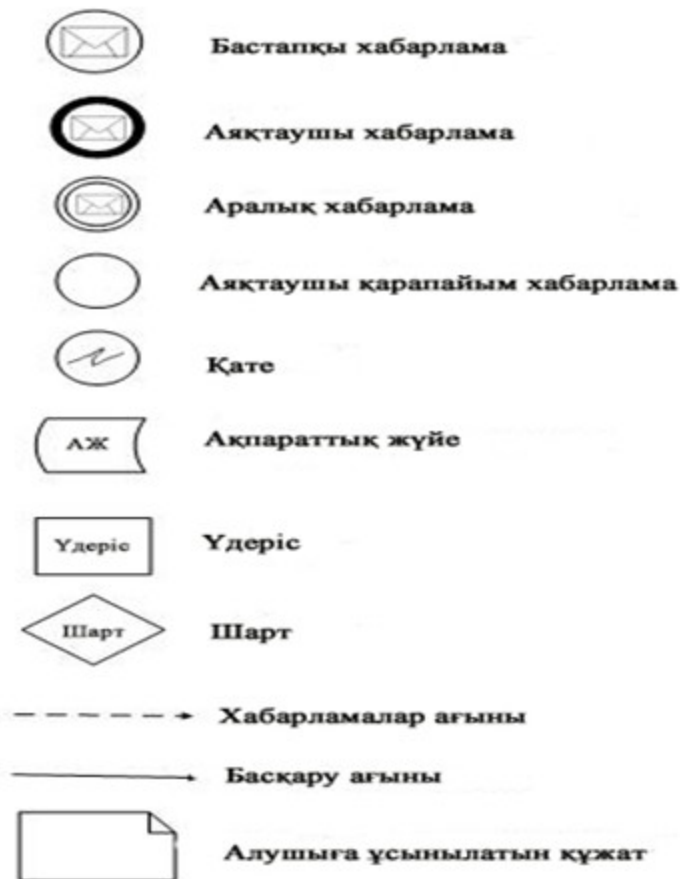 Бастапқы хабарлама
Аяқтаушы хабарлама
Аралық хабарлама
Аяқтаушы қарапайым хабарлама
Қате
АЖ Ақпараттық жүйе
Үдеріс Үдеріс
Шарт Шарт
Хабарламалар ағыны
Басқару ағыны
Алушыға ұсынылатын құжат